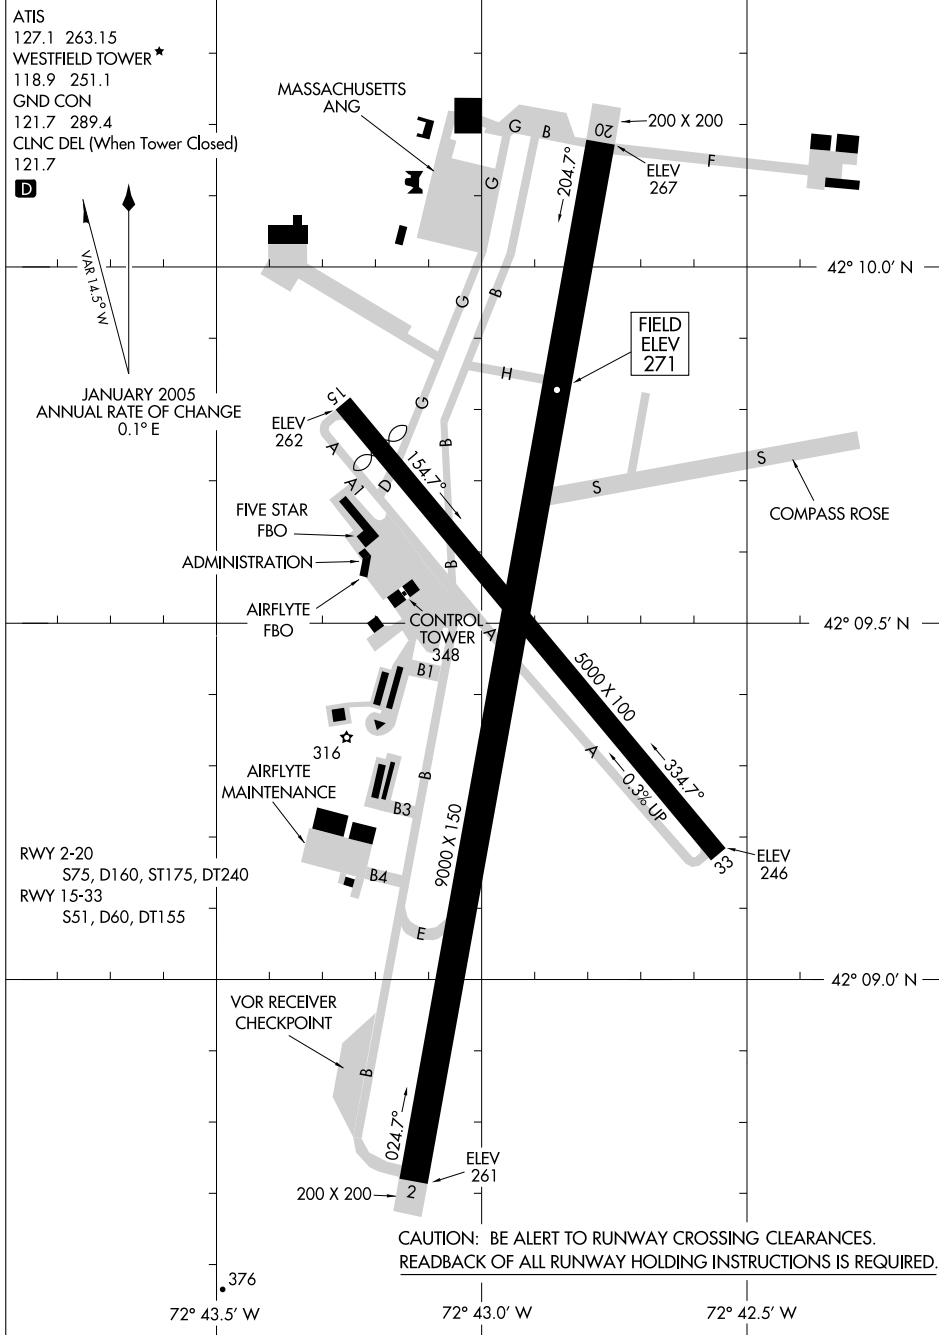 ATIS
127.1 263.15
WESTFIELD TOWER
118.9 251.1
GND CON
121.7 289.4
CLNC DEL (When Tower Closed)
121.7
D
VAR 14.5° W
JANUARY 2005
ANNUAL RATE OF CHANGE
0.1° E
MASSACHUSETTS
ANG
G
B
20
200 X 200
ELEV
267
F
204.7°
G
42° 10.0' N
G
B
FIELD
ELEV
271
H
15
ELEV
262
G
A
B
154.7°
D
A1
S
S
COMPASS ROSE
FIVE STAR
FBO
ADMINISTRATION
B
AIRFLYTE
FBO
CONTROL
TOWER
348
A
42° 09.5' N
B1
5000 X 100
316
A
334.7°
0.3% UP
AIRFLYTE
MAINTENANCE
B
B3
9000 X 150
33
ELEV
246
RWY 2-20
S75, D160, ST175, DT240
RWY 15-33
S51, D60, DT155
B4
E
42° 09.0' N
VOR RECEIVER
CHECKPOINT
B
024.7°
ELEV
261
200 X 200
2
CAUTION: BE ALERT TO RUNWAY CROSSING CLEARANCES.
READBACK OF ALL RUNWAY HOLDING INSTRUCTIONS IS REQUIRED.
376
72° 43.5' W
72° 43.0' W
72° 42.5' W